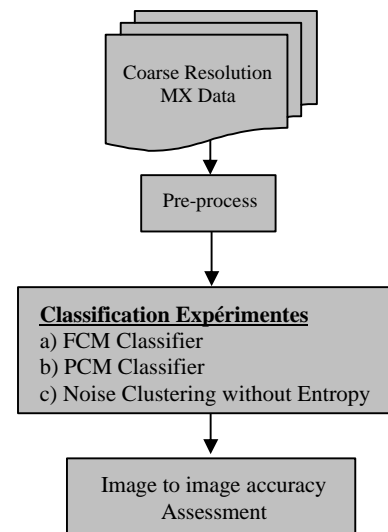 Coarse Resolution
MX Data
Pre-process
Classification Expérimentes
a) FCM Classifier
b) PCM Classifier
c) Noise Clustering without Entropy
Image to image accuracy
Assessment